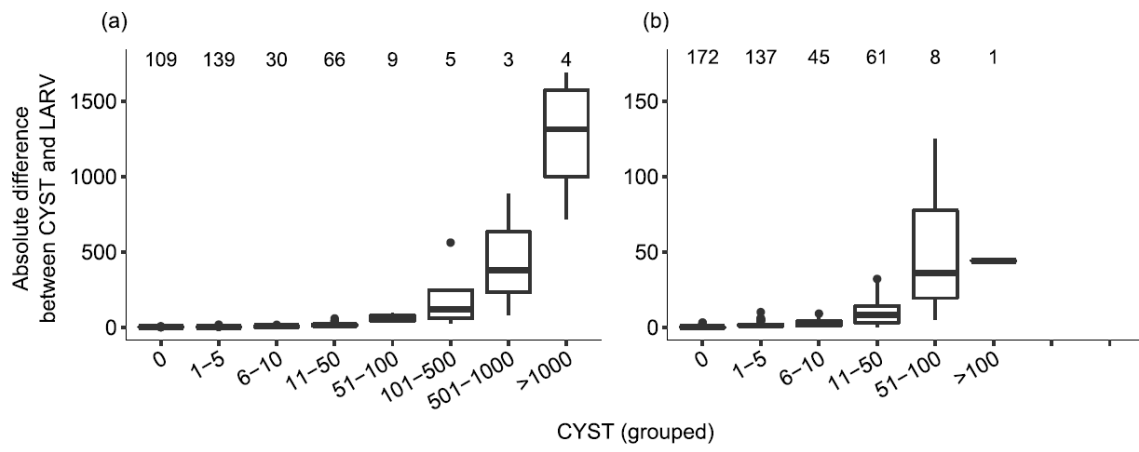 (a)
109 139 30 66 9 5 3 4
1500
1000
500
0
0 1−5 6−10 11−50 51−100 101−500 501−1000 >1000
Absolute difference
between CYST and LARV
(b)
172 137 45 61 8 1
150
100
50
0
0 1−5 6−10 11−50 51−100 >100
CYST (grouped)